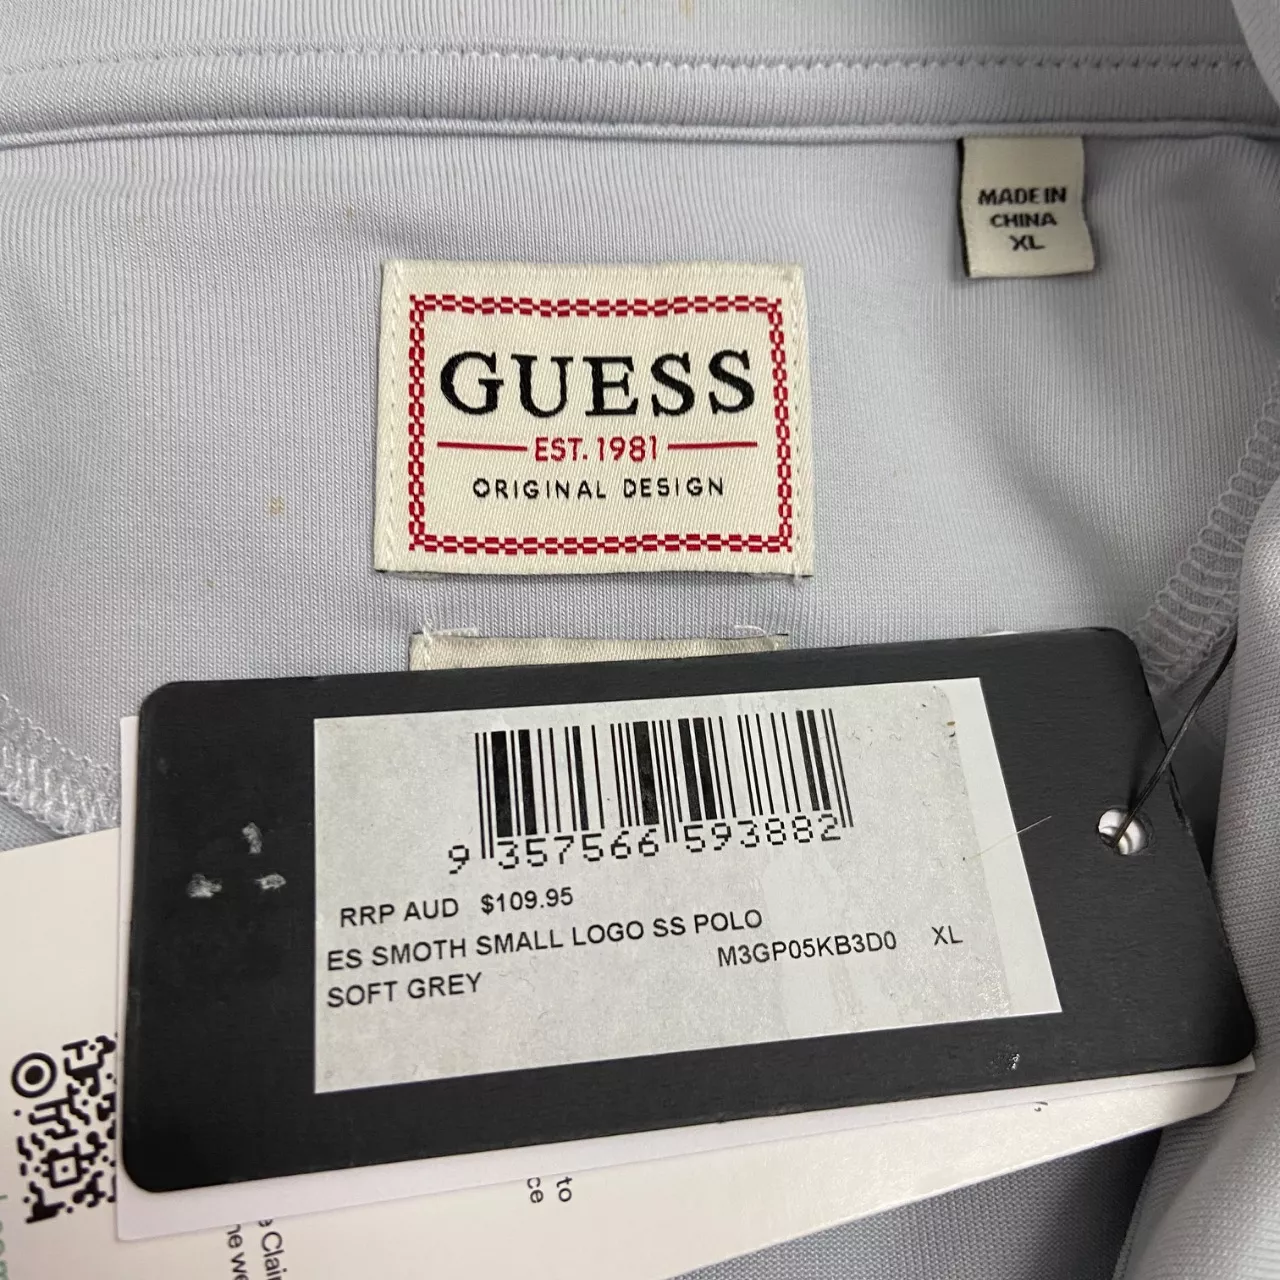 MADE IN
CHINA
XL
GUESS
EST. 1981
ORIGINAL DESIGN
9 357566 593882
RRP AUD $109.95
ES SMOTH SMALL LOGO SS POLO
M3GP05KB3D0 XL
SOFT GREY
to